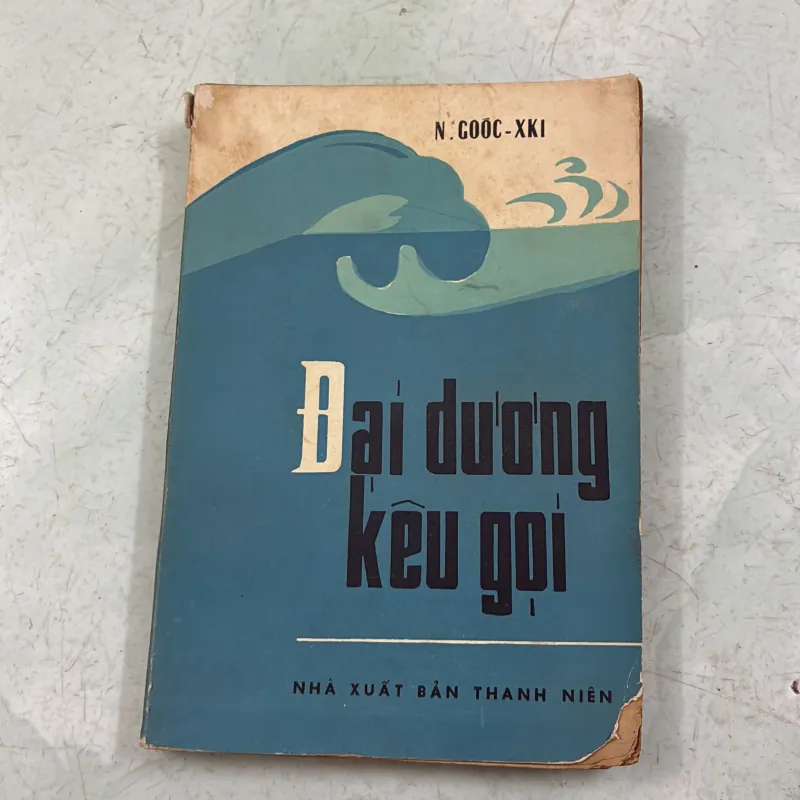 N. GOÓC-XKI
Đại dương
kêu gọi
NHÀ XUẤT BẢN THANH NIÊN